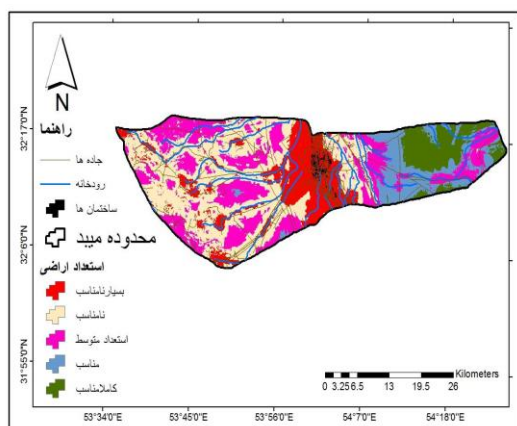 N
راهنما
جاده ها
رودخانه
ساختمان ها
محدوده میبد
استعداد اراضی
بسیارنامناسب
نامناسب
استعداد متوسط
مناسب
کاملامناسب
Kilometers
0 3.25 6.5 13 19.5 26
32°17'0"N
32°6'0"N
31°55'0"N
53°34'0"E 53°45'0"E 53°56'0"E 54°7'0"E 54°18'0"E